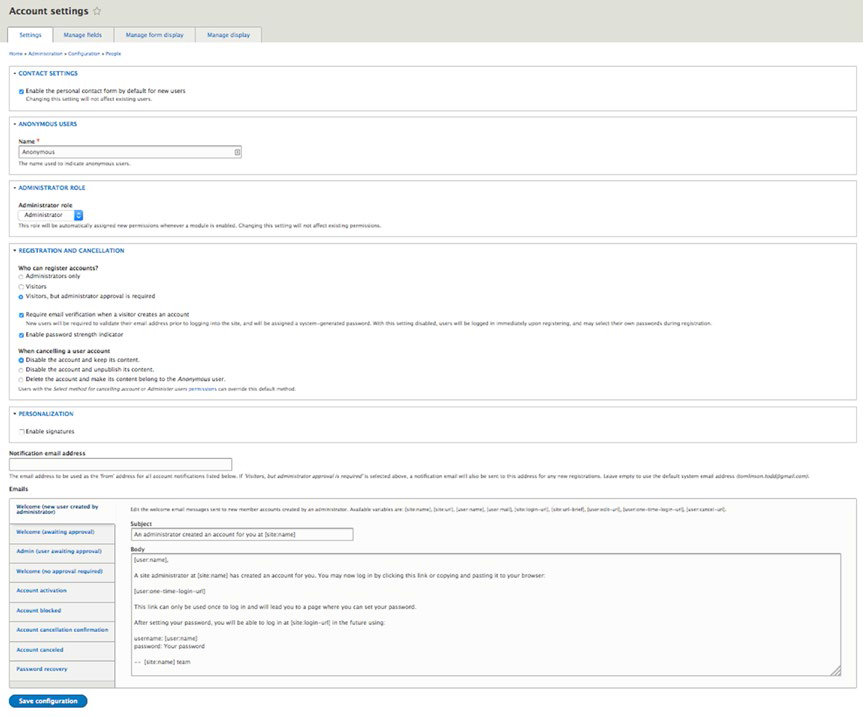 Account settings
Settings
Manage fields
Manage form display
Manage display
Home » Administration » Configuration » People
CONTACT SETTINGS
Enable the personal contact form by default for new users
Changing this setting will not affect existing users.
ANONYMOUS USERS
Name *
Anonymous
The name used to indicate anonymous users.
ADMINISTRATOR ROLE
Administrator role
Administrator
This role will be automatically assigned new permissions whenever a module is enabled. Changing this setting will not affect existing permissions.
REGISTRATION AND CANCELLATION
Who can register accounts?
Administrators only
Visitors
Visitors, but administrator approval is required
Require email verification when a visitor creates an account
New users will be required to validate their email address prior to logging into the site, and will be assigned a system-generated password. With this setting disabled, users will be logged in immediately upon registering, and may select their own passwords during registration.
Enable password strength indicator
When cancelling a user account
Disable the account and keep its content.
Disable the account and unpublish its content.
Delete the account and make its content belong to the Anonymous user.
Users with the Select method for cancelling account or Administer users permissions can override this default method.
PERSONALIZATION
Enable signatures
Notification email address
The email address to be used as the 'from' address for all account notifications listed below. If 'Visitors, but administrator approval is required' is selected above, a notification email will also be sent to this address for any new registrations. Leave empty to use the default system email address (tomlinson.todd@gmail.com).
Emails
Welcome (new user created by
administrator)
Welcome (awaiting approval)
Admin (user awaiting approval)
Welcome (no approval required)
Account activation
Account blocked
Account cancellation confirmation
Account canceled
Password recovery
Edit the welcome email messages sent to new member accounts created by an administrator. Available variables are: [site:name], [site:url], [user:name], [user:mail], [site:login-url], [site:url-brief], [user:edit-url], [user:one-time-login-url], [user:cancel-url].
Subject
An administrator created an account for you at [site:name]
Body
[user:name],
A site administrator at [site:name] has created an account for you. You may now log in by clicking this link or copying and pasting it to your browser:
[user:one-time-login-url]
This link can only be used once to log in and will lead you to a page where you can set your password.
After setting your password, you will be able to log in at [site:login-url] in the future using:
username: [user:name]
password: Your password
-- [site:name] team
Save configuration